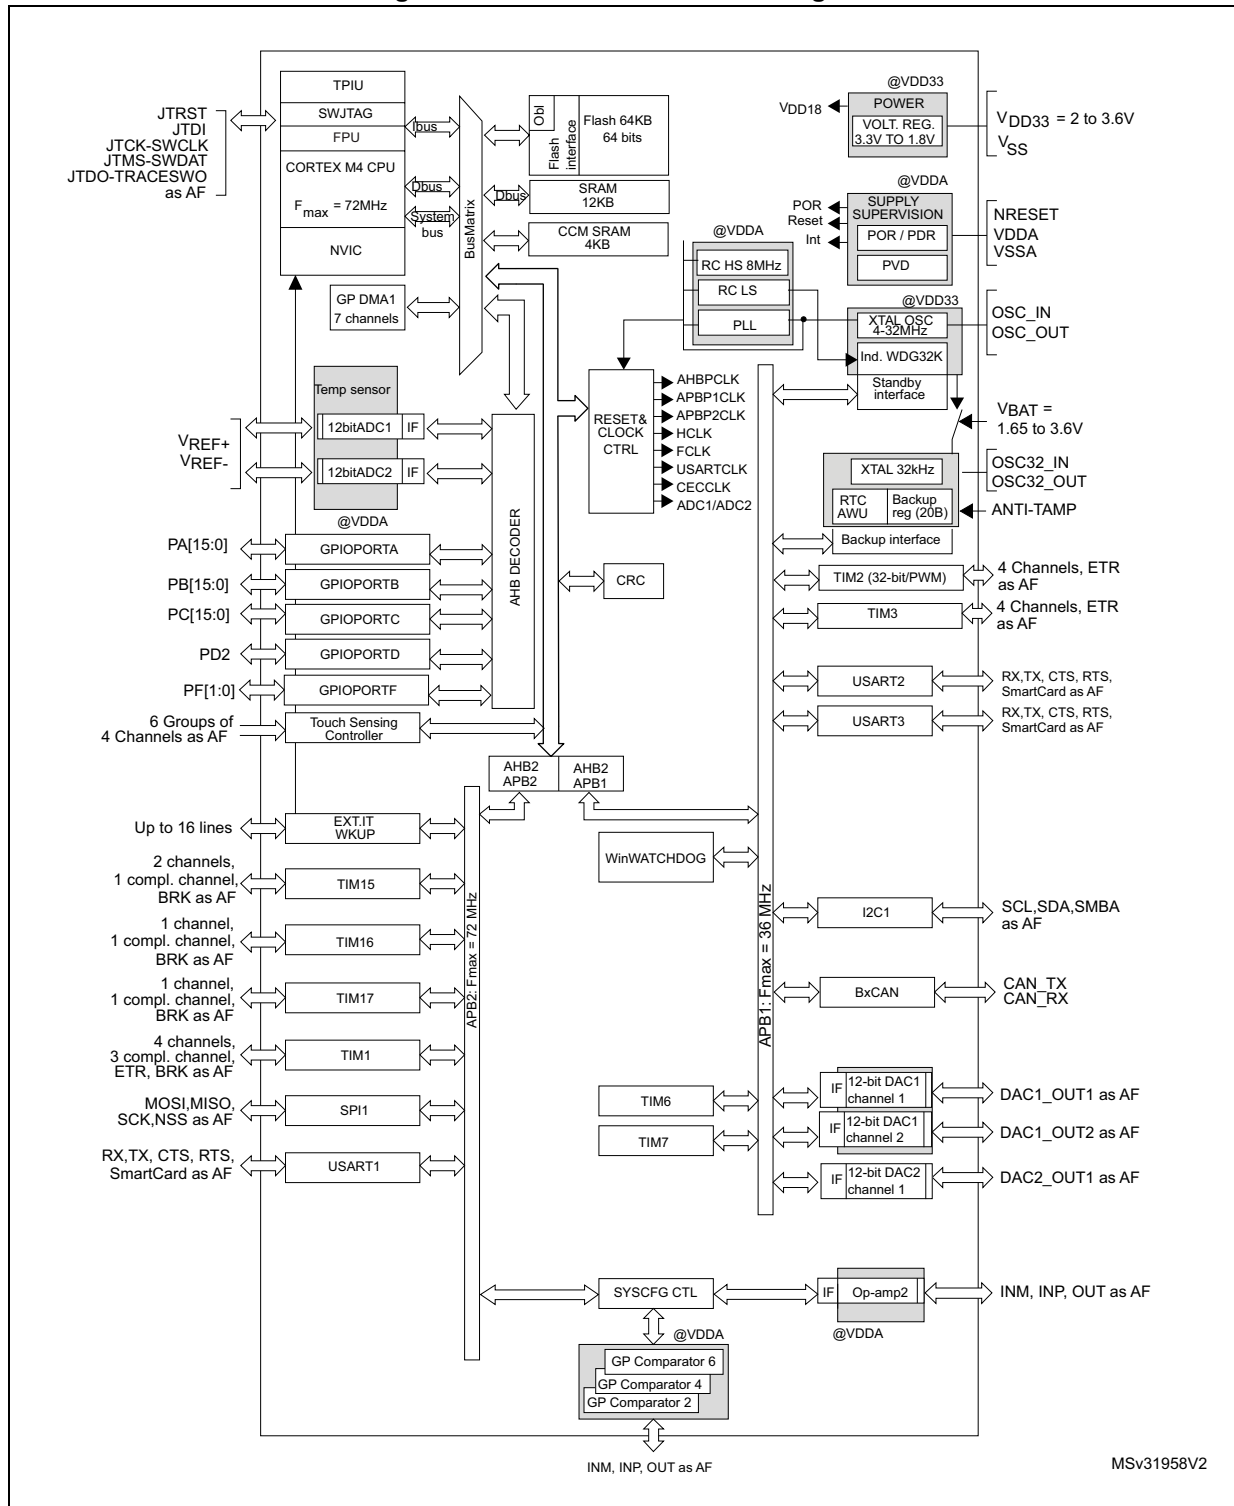 TPIU
SWJTAG
FPU
CORTEX M4 CPU
Fmax = 72MHz
NVIC
JTRST
JTDI
JTCK-SWCLK
JTMS-SWDAT
JTDO-TRACESWO
as AF
Ibus
Dbus
System
bus
BusMatrix
Obl
Flash
interface
Flash 64KB
64 bits
Dbus
SRAM
12KB
CCM SRAM
4KB
GP DMA1
7 channels
@VDD33
VDD18
POWER
VOLT. REG.
3.3V TO 1.8V
VDD33 = 2 to 3.6V
VSS
@VDDA
POR
Reset
Int
SUPPLY
SUPERVISION
POR / PDR
PVD
NRESET
VDDA
VSSA
@VDDA
RC HS 8MHz
RC LS
PLL
@VDD33
XTAL OSC
4-32MHz
Ind. WDG32K
Standby
interface
OSC_IN
OSC_OUT
VBAT =
1.65 to 3.6V
XTAL 32kHz
RTC
AWU
Backup
reg (20B)
Backup interface
OSC32_IN
OSC32_OUT
ANTI-TAMP
RESET&
CLOCK
CTRL
AHBPCLK
APBP1CLK
APBP2CLK
HCLK
FCLK
USARTCLK
CECCLK
ADC1/ADC2
Temp sensor
12bitADC1
IF
12bitADC2
IF
@VDDA
VREF+
VREF-
AHB DECODER
PA[15:0]
GPIOPORTA
PB[15:0]
GPIOPORTB
PC[15:0]
GPIOPORTC
PD2
GPIOPORTD
PF[1:0]
GPIOPORTF
6 Groups of
4 Channels as AF
Touch Sensing
Controller
CRC
AHB2
APB2
AHB2
APB1
TIM2 (32-bit/PWM)
4 Channels, ETR
as AF
TIM3
4 Channels, ETR
as AF
USART2
RX,TX, CTS, RTS,
SmartCard as AF
USART3
RX,TX, CTS, RTS,
SmartCard as AF
Up to 16 lines
EXT.IT
WKUP
2 channels,
1 compl. channel,
BRK as AF
TIM15
1 channel,
1 compl. channel,
BRK as AF
TIM16
1 channel,
1 compl. channel,
BRK as AF
TIM17
4 channels,
3 compl. channel,
ETR, BRK as AF
TIM1
MOSI,MISO,
SCK,NSS as AF
SPI1
RX,TX, CTS, RTS,
SmartCard as AF
USART1
APB2: Fmax = 72 MHz
WinWATCHDOG
APB1: Fmax = 36 MHz
I2C1
SCL,SDA,SMBA
as AF
BxCAN
CAN_TX
CAN_RX
TIM6
TIM7
IF
12-bit DAC1
channel 1
DAC1_OUT1 as AF
IF
12-bit DAC1
channel 2
DAC1_OUT2 as AF
IF
12-bit DAC2
channel 1
DAC2_OUT1 as AF
SYSCFG CTL
IF
Op-amp2
INM, INP, OUT as AF
@VDDA
@VDDA
GP Comparator 6
GP Comparator 4
GP Comparator 2
INM, INP, OUT as AF
MSv31958V2